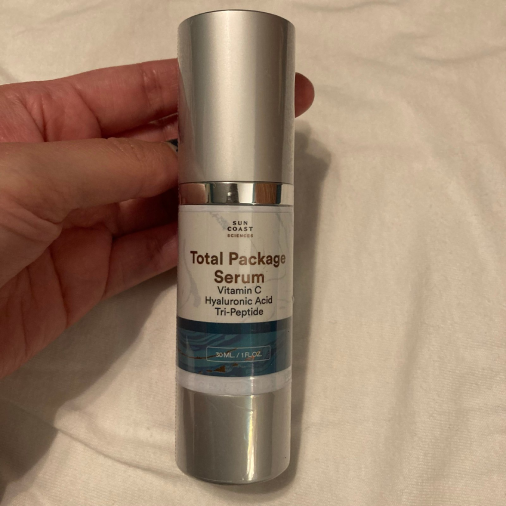 SUN
COAST
SCIENCES
Total Package
Serum
Vitamin C
Hyaluronic Acid
Tri-Peptide
30 ML. / 1 FL.OZ.